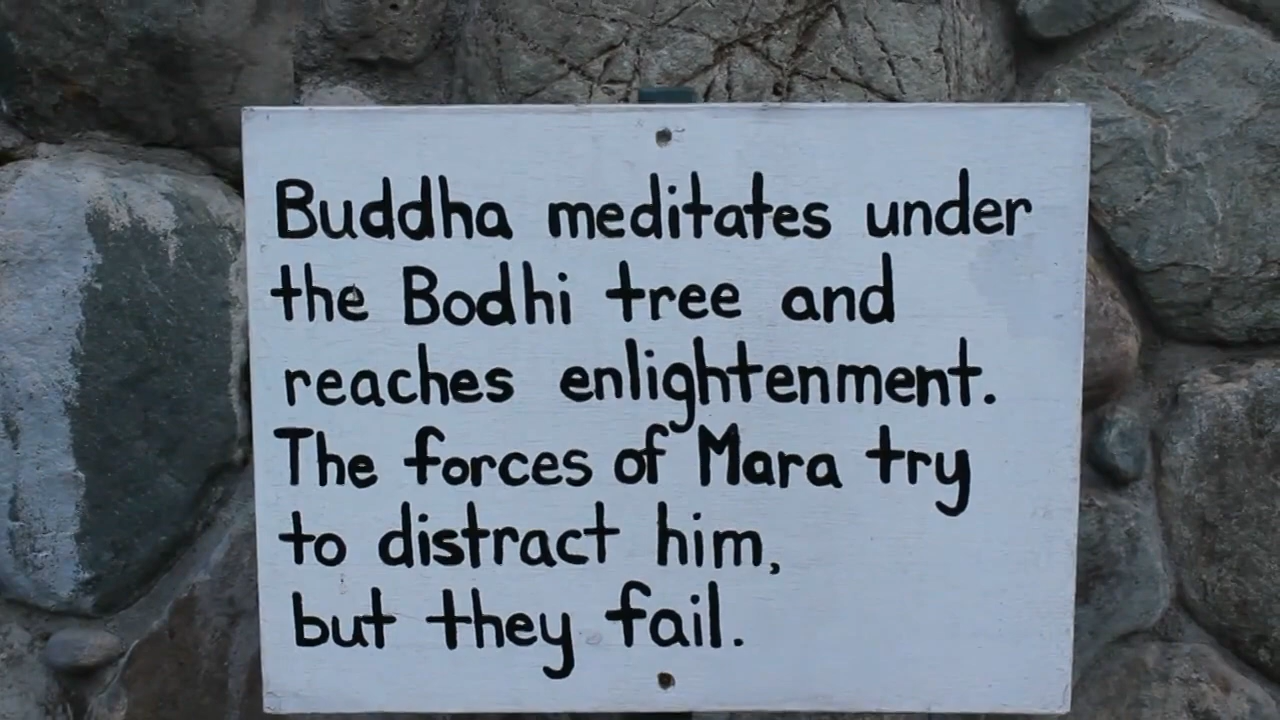 Buddha meditates under
the Bodhi tree and
reaches enlightenment.
The forces of Mara try
to distract him,
but they fail.